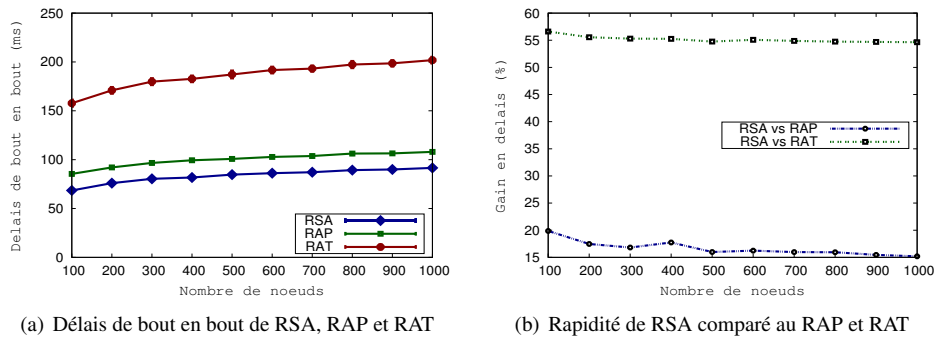 250
200
150
100
50
0
Delais de bout en bout (ms)
RSA
RAP
RAT
100 200 300 400 500 600 700 800 900 1000
Nombre de noeuds
(a) Délais de bout en bout de RSA, RAP et RAT
60
55
50
45
40
35
30
25
20
15
Gain en delais (%)
RSA vs RAP
RSA vs RAT
100 200 300 400 500 600 700 800 900 1000
Nombre de noeuds
(b) Rapidité de RSA comparé au RAP et RAT